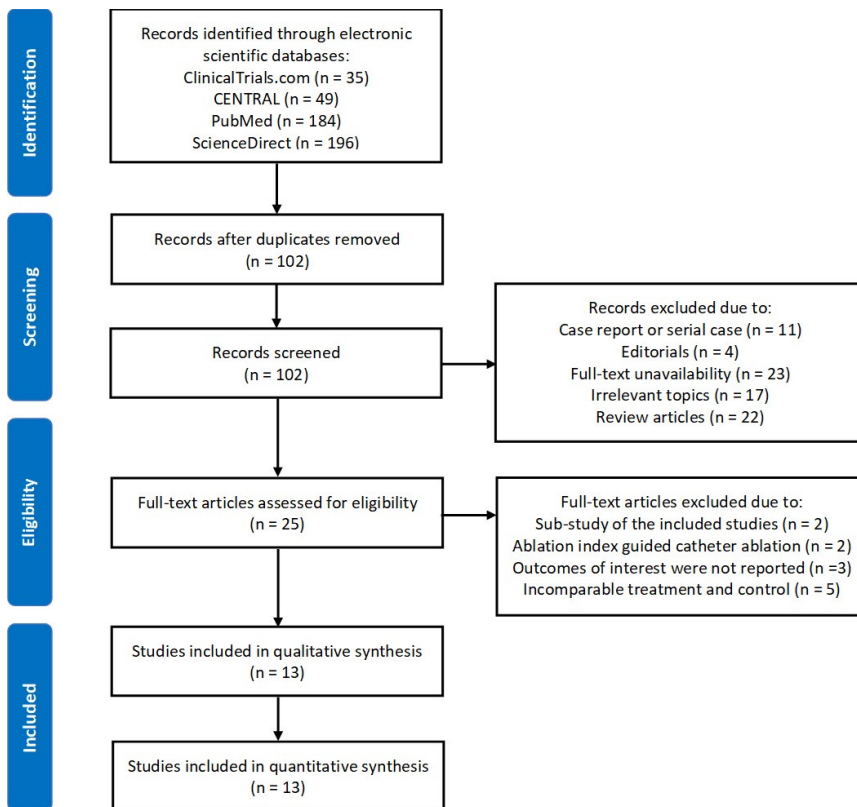 Identification
Records identified through electronic
scientific databases:
ClinicalTrials.com (n = 35)
CENTRAL (n = 49)
PubMed (n = 184)
ScienceDirect (n = 196)
Screening
Records after duplicates removed
(n = 102)
Records screened
(n = 102)
Records excluded due to:
Case report or serial case (n = 11)
Editorials (n = 4)
Full-text unavailability (n = 23)
Irrelevant topics (n = 17)
Review articles (n = 22)
Eligibility
Full-text articles assessed for eligibility
(n = 25)
Full-text articles excluded due to:
Sub-study of the included studies (n = 2)
Ablation index guided catheter ablation (n = 2)
Outcomes of interest were not reported (n =3)
Incomparable treatment and control (n = 5)
Included
Studies included in qualitative synthesis
(n = 13)
Studies included in quantitative synthesis
(n = 13)